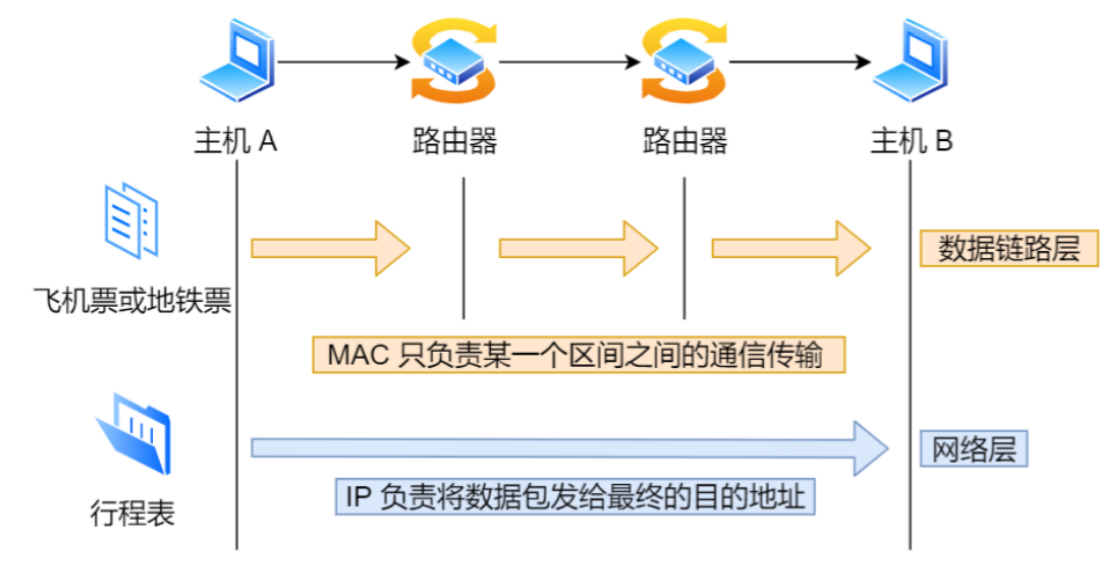 主机 A
路由器
路由器
主机 B
飞机票或地铁票
数据链路层
MAC 只负责某一个区间之间的通信传输
行程表
网络层
IP 负责将数据包发给最终的目的地址